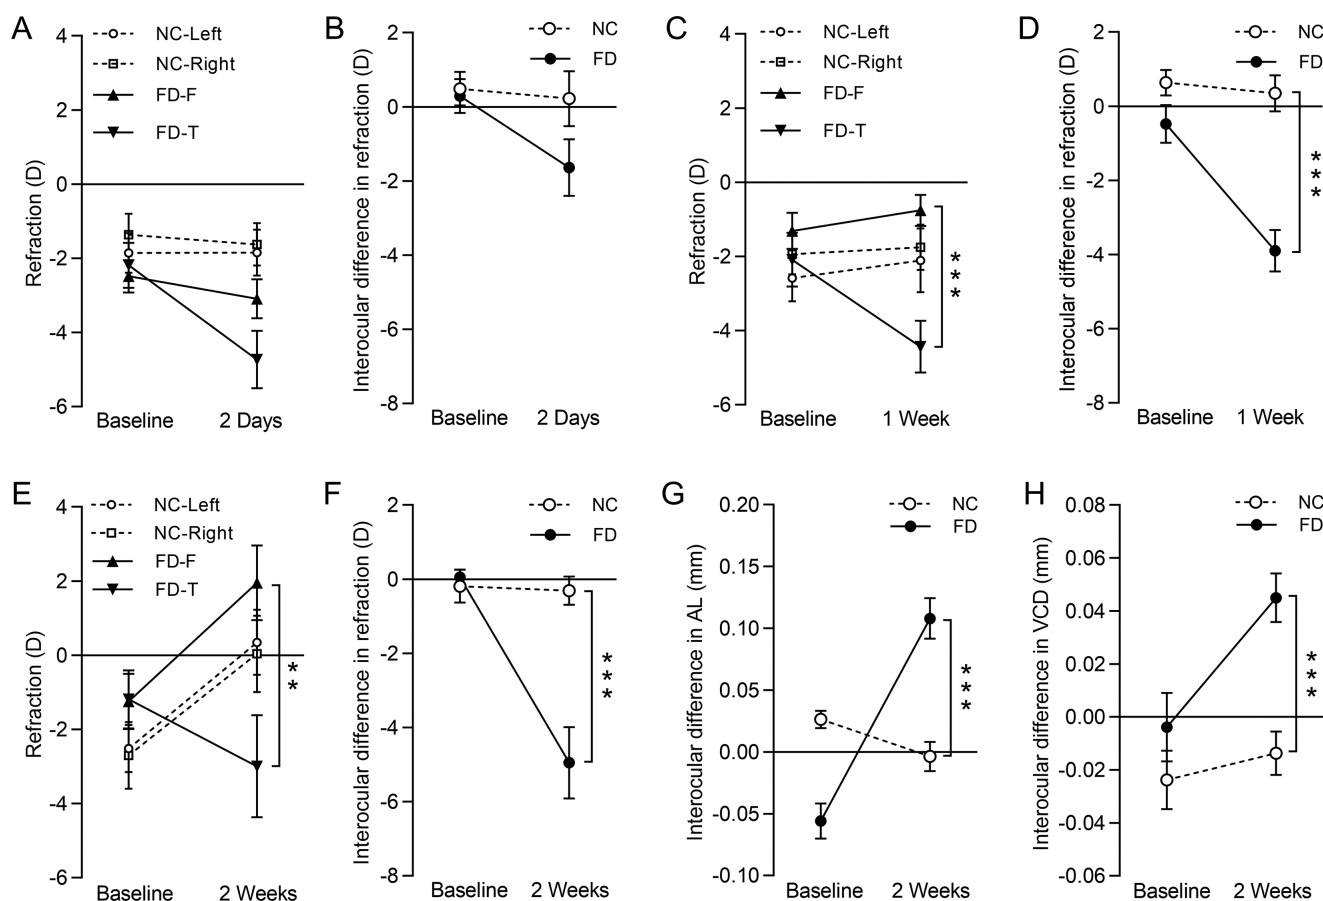 A
NC-Left
NC-Right
FD-F
FD-T
Refraction (D)
4
2
0
-2
-4
-6
Baseline
2 Days
B
NC
FD
Interocular difference in refraction (D)
2
0
-2
-4
-6
-8
Baseline
2 Days
C
NC-Left
NC-Right
FD-F
FD-T
Refraction (D)
4
2
0
-2
-4
-6
***
Baseline
1 Week
D
NC
FD
Interocular difference in refraction (D)
2
0
-2
-4
-6
-8
***
Baseline
1 Week
E
NC-Left
NC-Right
FD-F
FD-T
Refraction (D)
4
2
0
-2
-4
-6
**
Baseline
2 Weeks
F
NC
FD
Interocular difference in refraction (D)
2
0
-2
-4
-6
-8
***
Baseline
2 Weeks
G
NC
FD
Interocular difference in AL (mm)
0.20
0.15
0.10
0.05
0.00
-0.05
-0.10
***
Baseline
2 Weeks
H
NC
FD
Interocular difference in VCD (mm)
0.08
0.06
0.04
0.02
0.00
-0.02
-0.04
-0.06
***
Baseline
2 Weeks